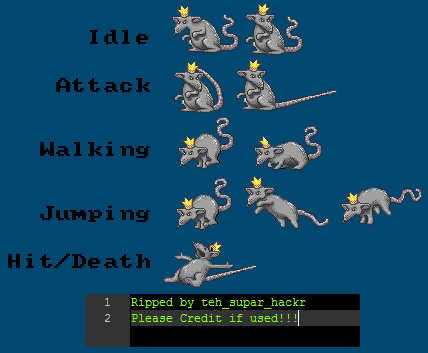 Idle
Attack
Walking
Jumping
Hit/Death
1 Ripped by teh_supar_hackr
2 Please Credit if used!!!